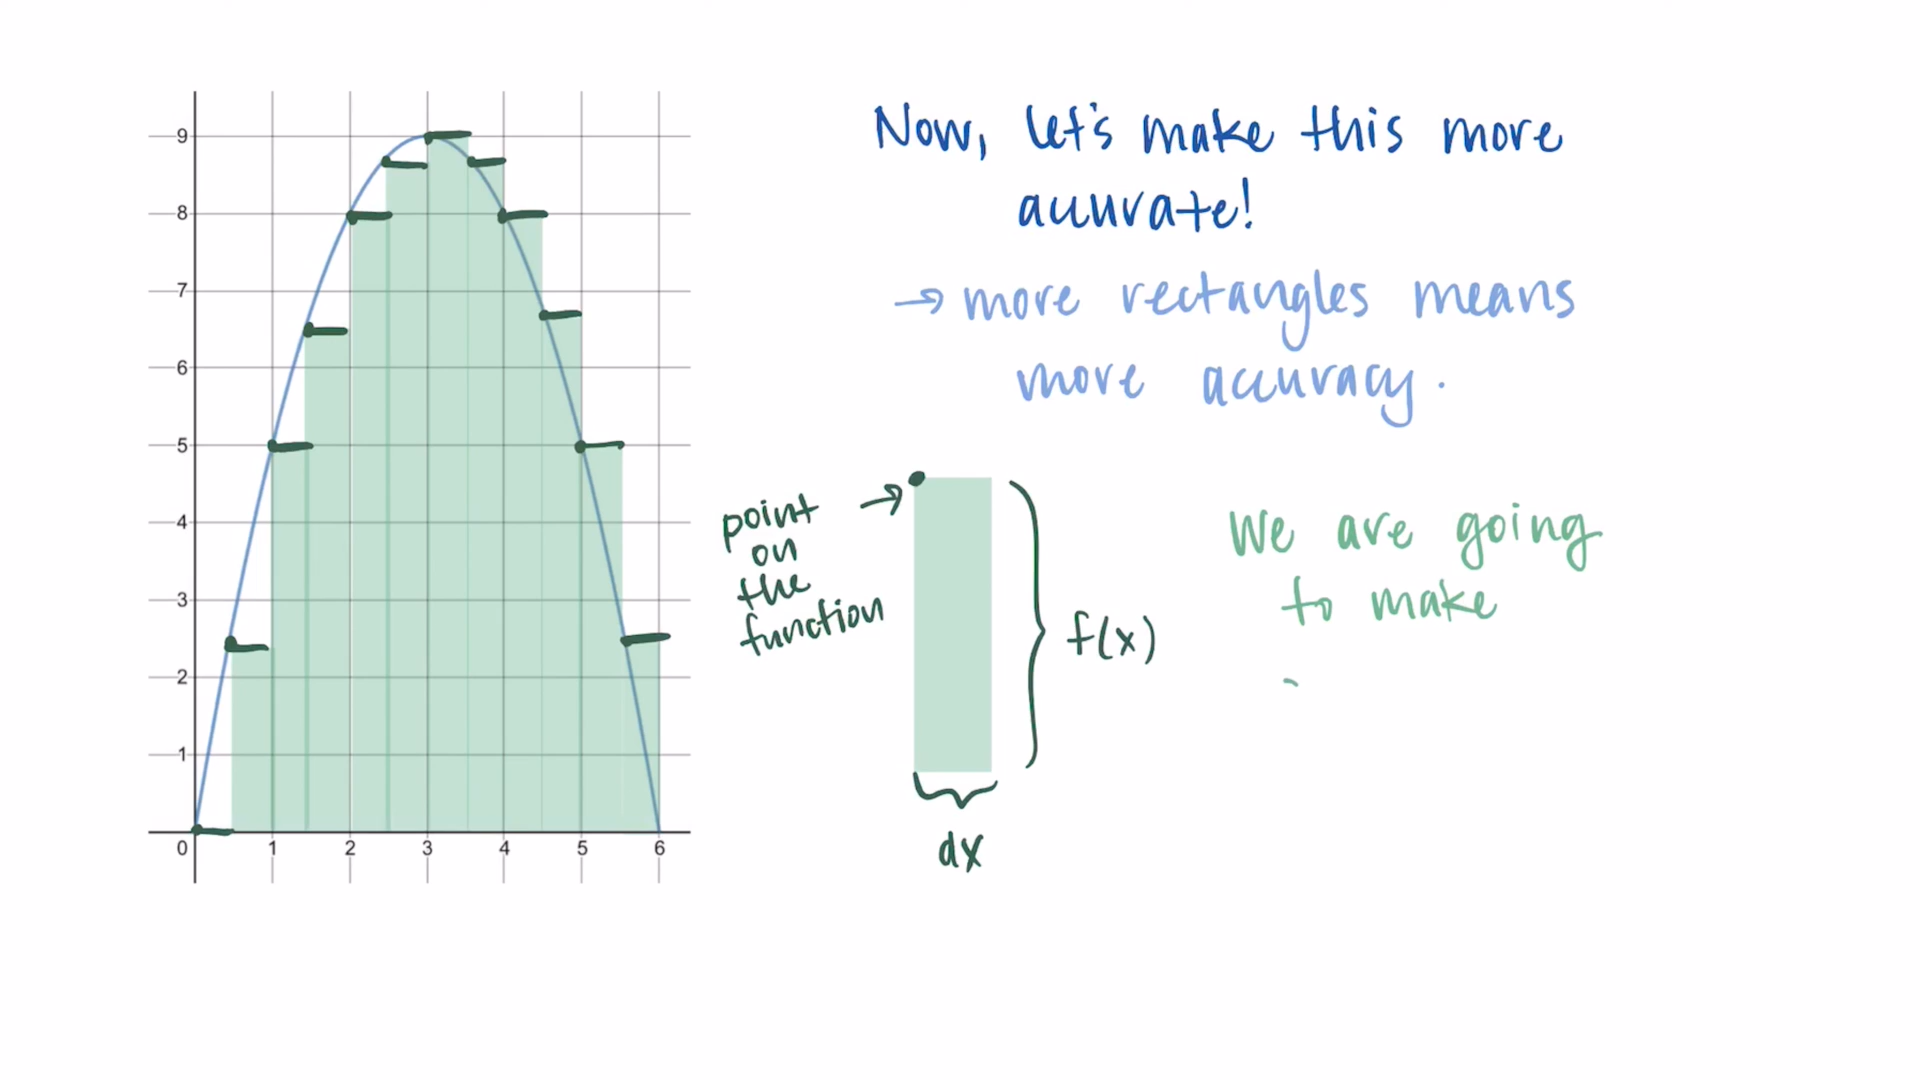 9
8
7
6
5
4
3
2
1
0 1 2 3 4 5 6
Now, let's make this more
accurate!
→ more rectangles means
more accuracy.
point
on
the
function
f(x)
dx
We are going
to make